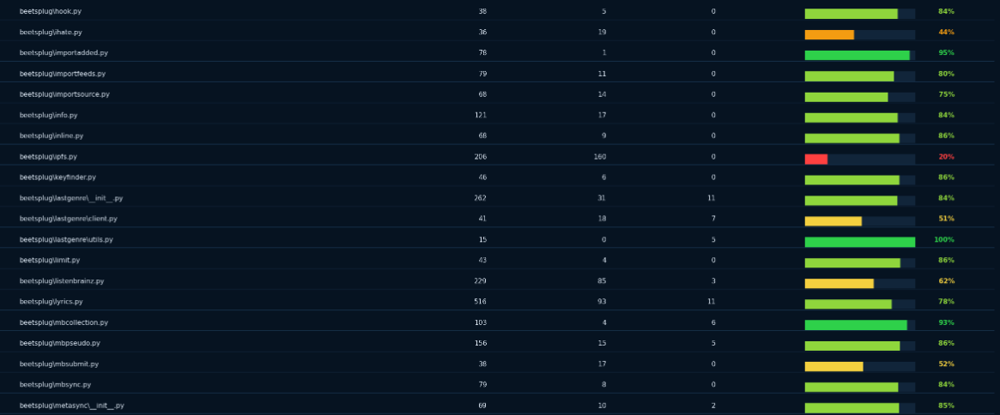 beetsplug\hook.py 38 5 0 84%
beetsplug\ihate.py 36 19 0 44%
beetsplug\importadded.py 78 1 0 95%
beetsplug\importfeeds.py 79 11 0 80%
beetsplug\importsource.py 68 14 0 75%
beetsplug\info.py 121 17 0 84%
beetsplug\inline.py 68 9 0 86%
beetsplug\ipfs.py 206 160 0 20%
beetsplug\keyfinder.py 46 6 0 86%
beetsplug\lastgenre\__init__.py 262 31 11 84%
beetsplug\lastgenre\client.py 41 18 7 51%
beetsplug\lastgenre\utils.py 15 0 5 100%
beetsplug\limit.py 43 4 0 86%
beetsplug\listenbrainz.py 229 85 3 62%
beetsplug\lyrics.py 516 93 11 78%
beetsplug\mbcollection.py 103 4 6 93%
beetsplug\mbpseudo.py 156 15 5 86%
beetsplug\mbsubmit.py 38 17 0 52%
beetsplug\mbsync.py 79 8 0 84%
beetsplug\metasync\__init__.py 69 10 2 85%